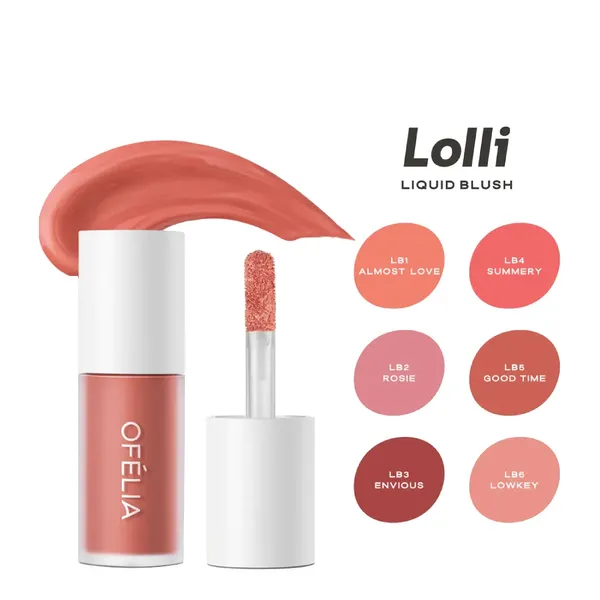 Lolli
LIQUID BLUSH
LB1
ALMOST LOVE
LB4
SUMMERY
LB2
ROSIE
LB5
GOOD TIME
LB3
ENVIOUS
LB6
LOWKEY
OFÉLIA